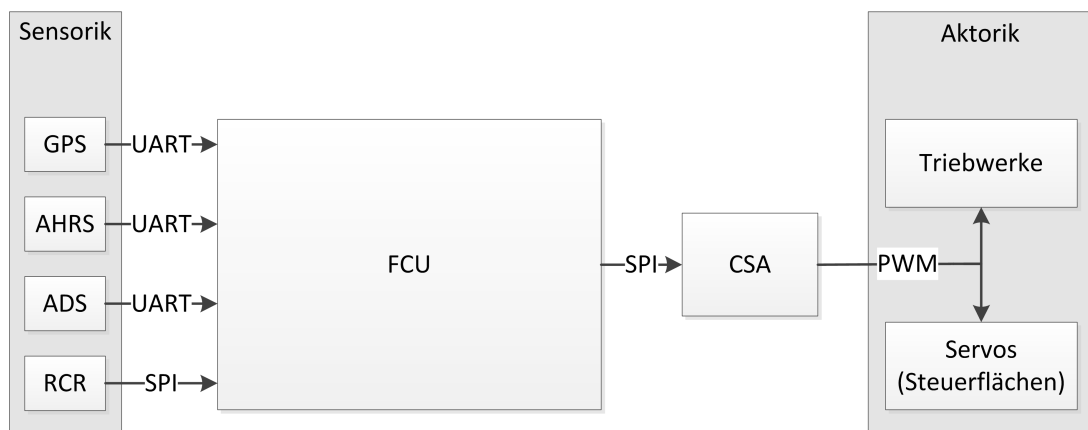 Sensorik
GPS
UART
AHRS
UART
ADS
UART
RCR
SPI
FCU
SPI
CSA
PWM
Aktorik
Triebwerke
Servos
(Steuerflächen)